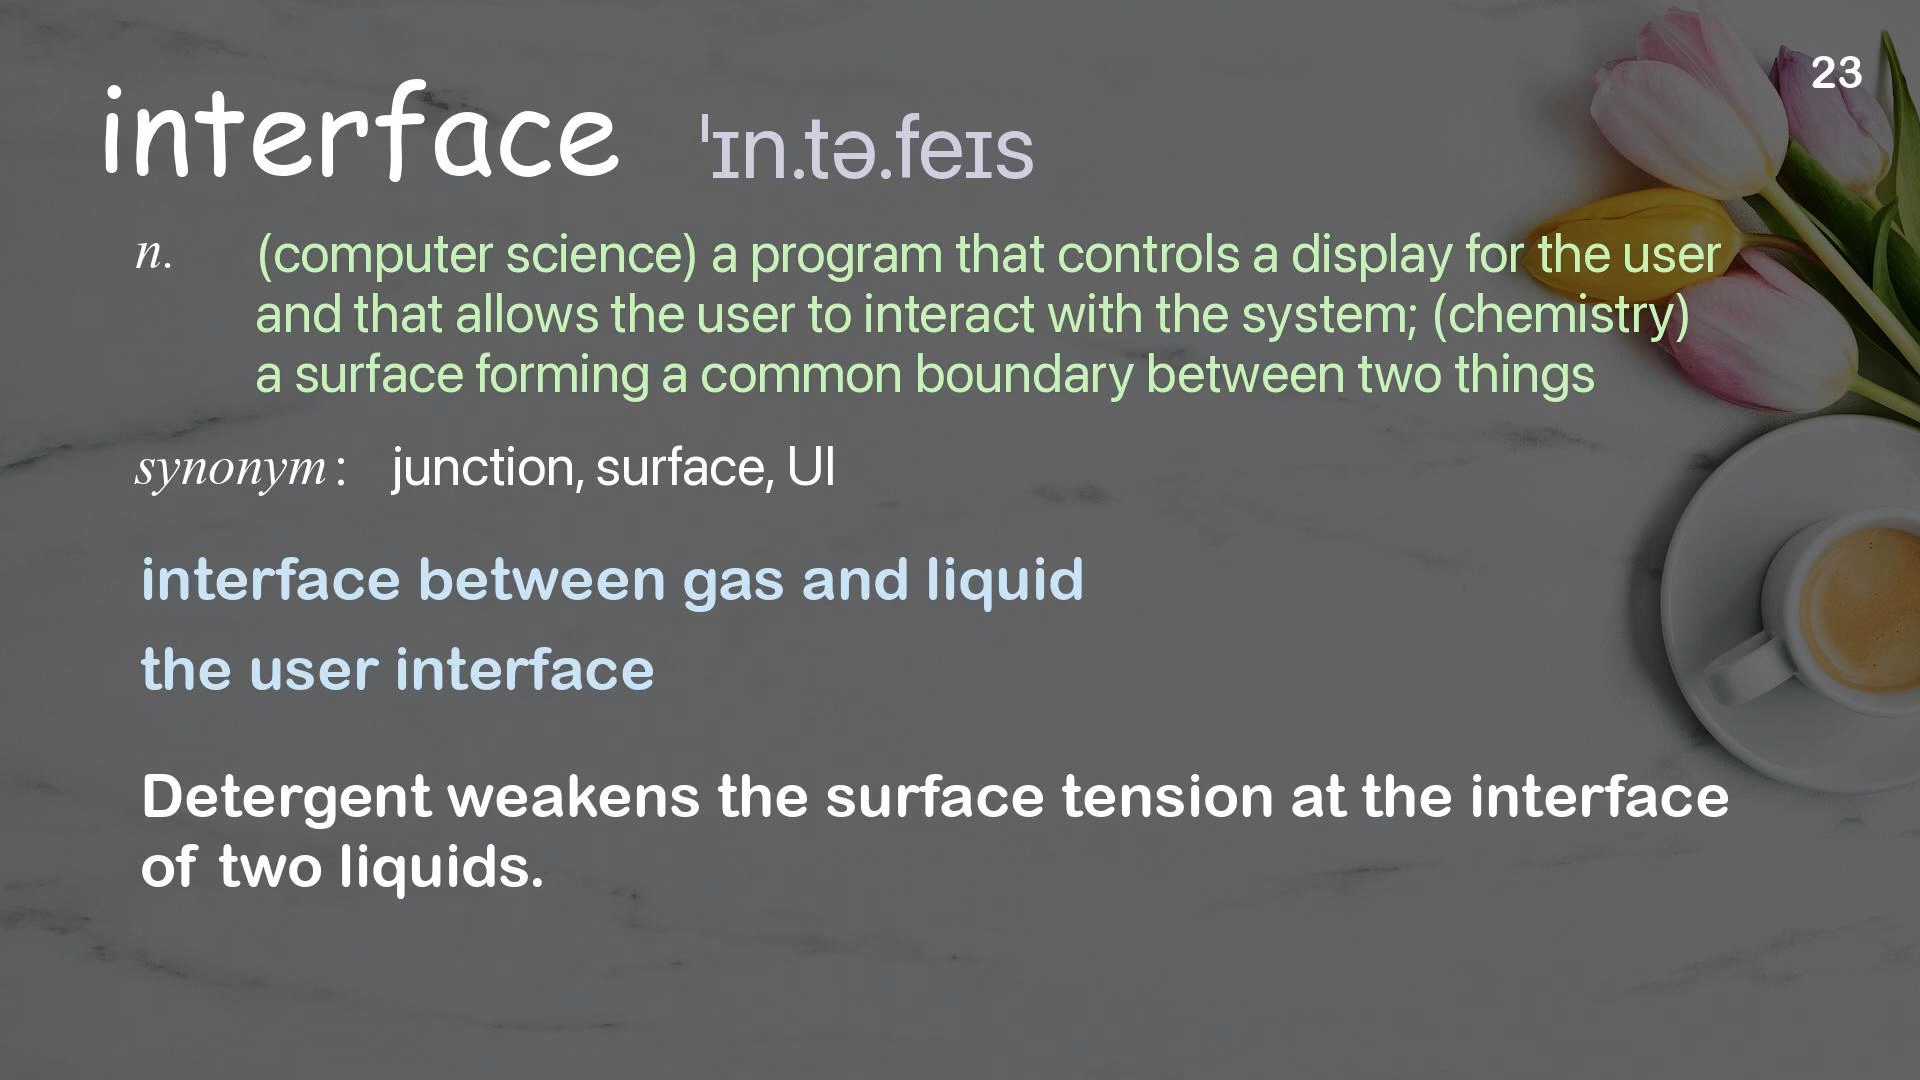 23
interface ˈɪn.tə.feɪs
n. (computer science) a program that controls a display for the user
and that allows the user to interact with the system; (chemistry)
a surface forming a common boundary between two things
synonym: junction, surface, UI
interface between gas and liquid
the user interface
Detergent weakens the surface tension at the interface
of two liquids.